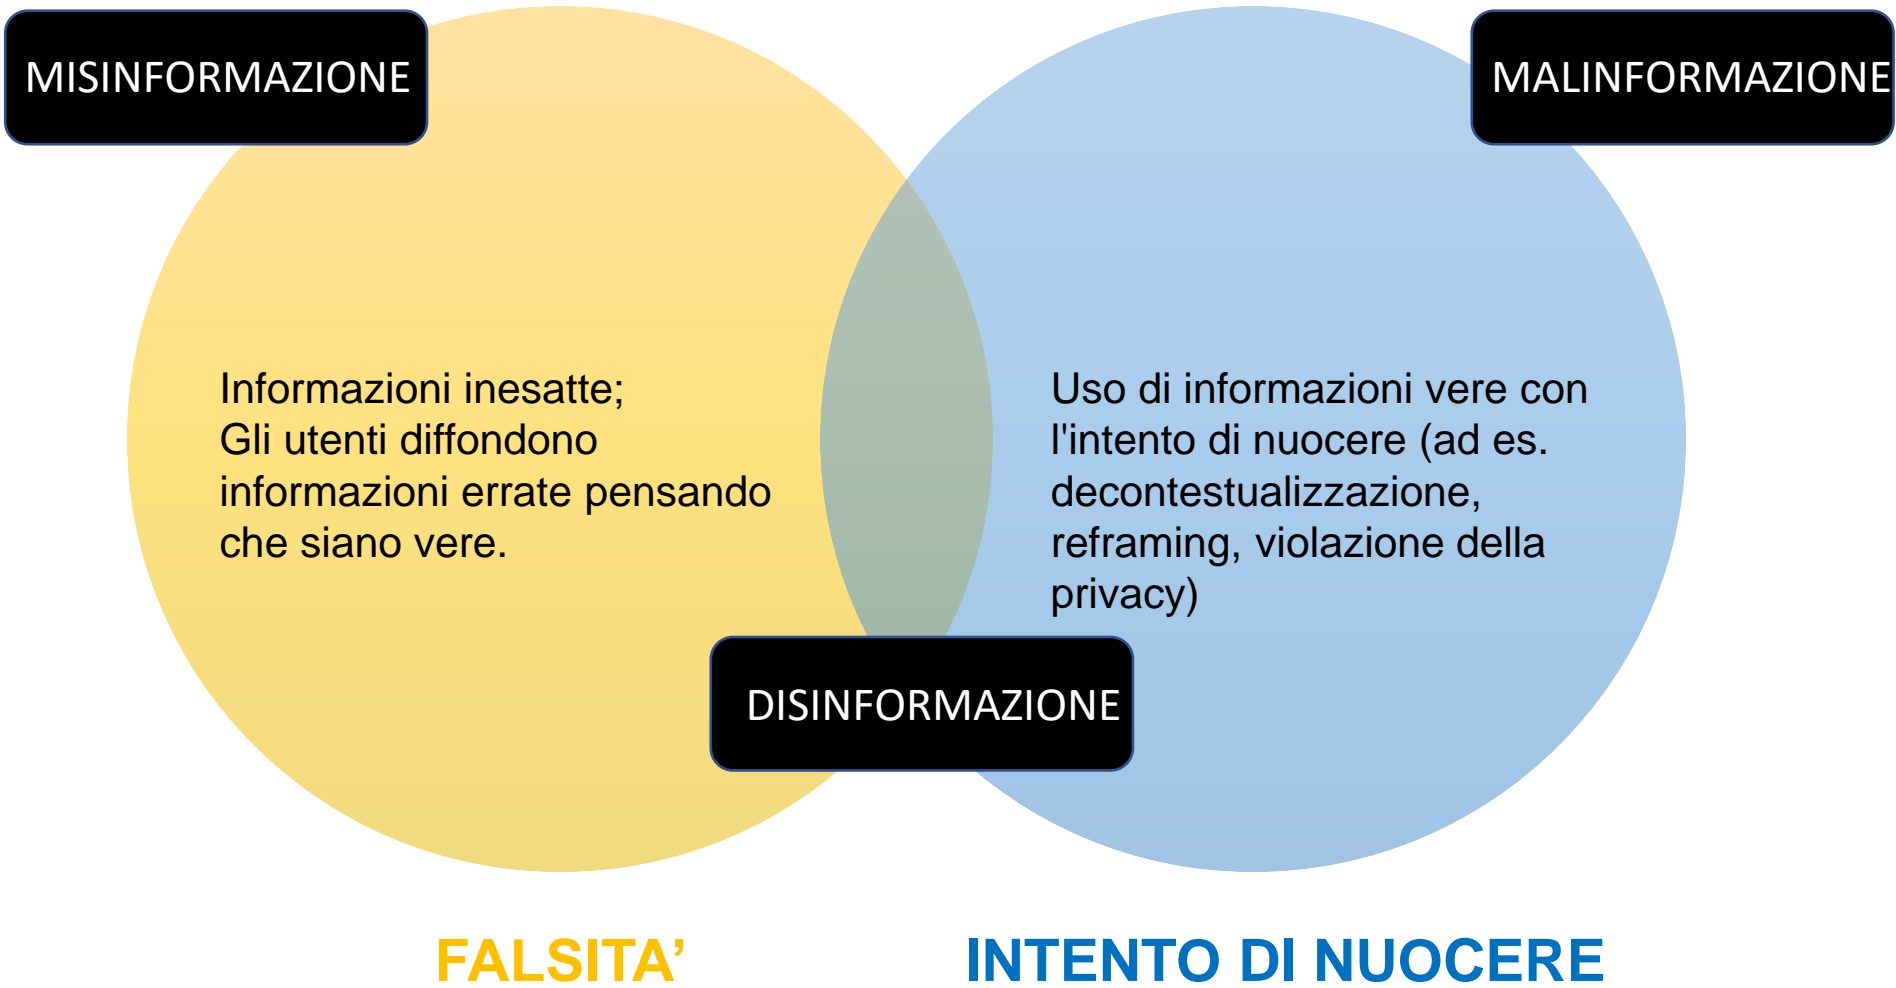 MISINFORMAZIONE
MALINFORMAZIONE
Informazioni inesatte;
Gli utenti diffondono
informazioni errate pensando
che siano vere.
Uso di informazioni vere con
l'intento di nuocere (ad es.
decontestualizzazione,
reframing, violazione della
privacy)
DISINFORMAZIONE
FALSITA’
INTENTO DI NUOCERE